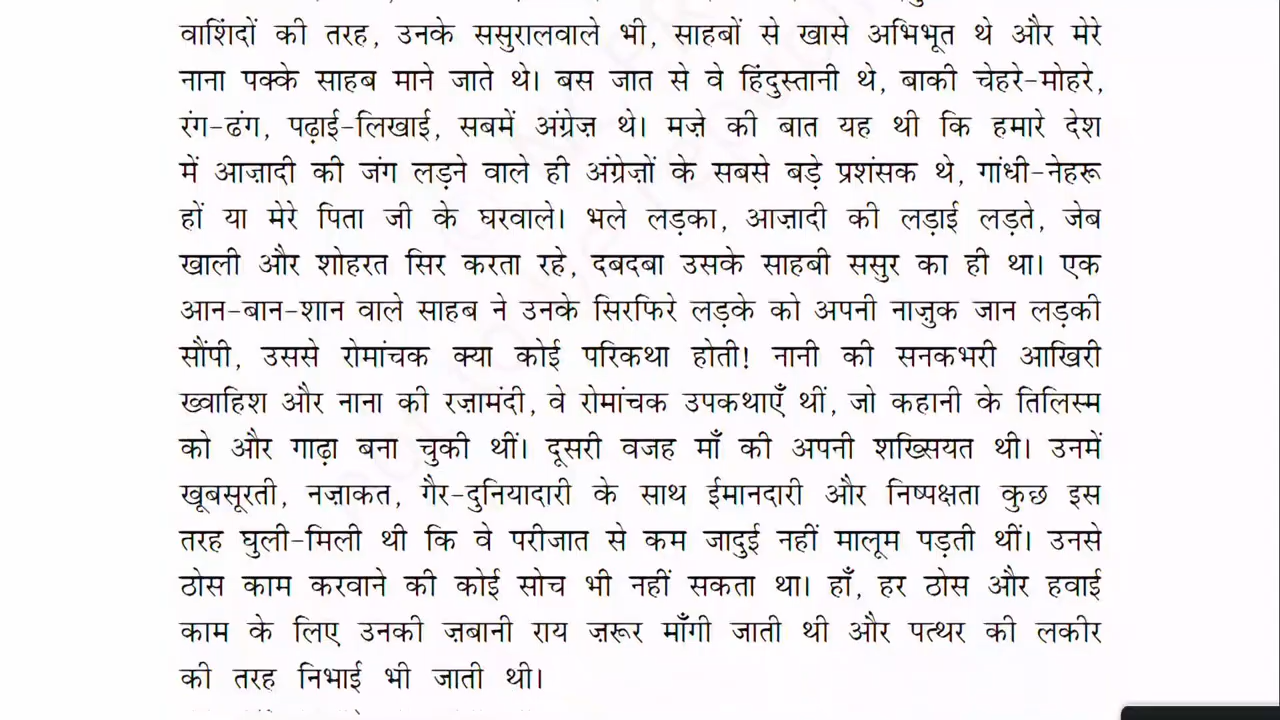 वाशिंदों की तरह, उनके ससुरालवाले भी, साहबों से खासे अभिभूत थे और मेरे
नाना पक्के साहब माने जाते थे। बस जात से वे हिंदुस्तानी थे, बाकी चेहरे-मोहरे,
रंग-ढंग, पढ़ाई-लिखाई, सबमें अंग्रेज़ थे। मज़े की बात यह थी कि हमारे देश
में आज़ादी की जंग लड़ने वाले ही अंग्रेज़ों के सबसे बड़े प्रशंसक थे, गांधी-नेहरू
हों या मेरे पिता जी के घरवाले। भले लड़का, आज़ादी की लड़ाई लड़ते, जेब
खाली और शोहरत सिर करता रहे, दबदबा उसके साहबी ससुर का ही था। एक
आन-बान-शान वाले साहब ने उनके सिरफिरे लड़के को अपनी नाज़ुक जान लड़की
सौंपी, उससे रोमांचक क्या कोई परिकथा होती! नानी की सनकभरी आखिरी
ख्वाहिश और नाना की रज़ामंदी, वे रोमांचक उपकथाएँ थीं, जो कहानी के तिलिस्म
को और गाढ़ा बना चुकी थीं। दूसरी वजह माँ की अपनी शख्सियत थी। उनमें
खूबसूरती, नज़ाकत, गैर-दुनियादारी के साथ ईमानदारी और निष्पक्षता कुछ इस
तरह घुली-मिली थी कि वे परीजात से कम जादुई नहीं मालूम पड़ती थीं। उनसे
ठोस काम करवाने की कोई सोच भी नहीं सकता था। हाँ, हर ठोस और हवाई
काम के लिए उनकी ज़बानी राय ज़रूर माँगी जाती थी और पत्थर की लकीर
की तरह निभाई भी जाती थी।